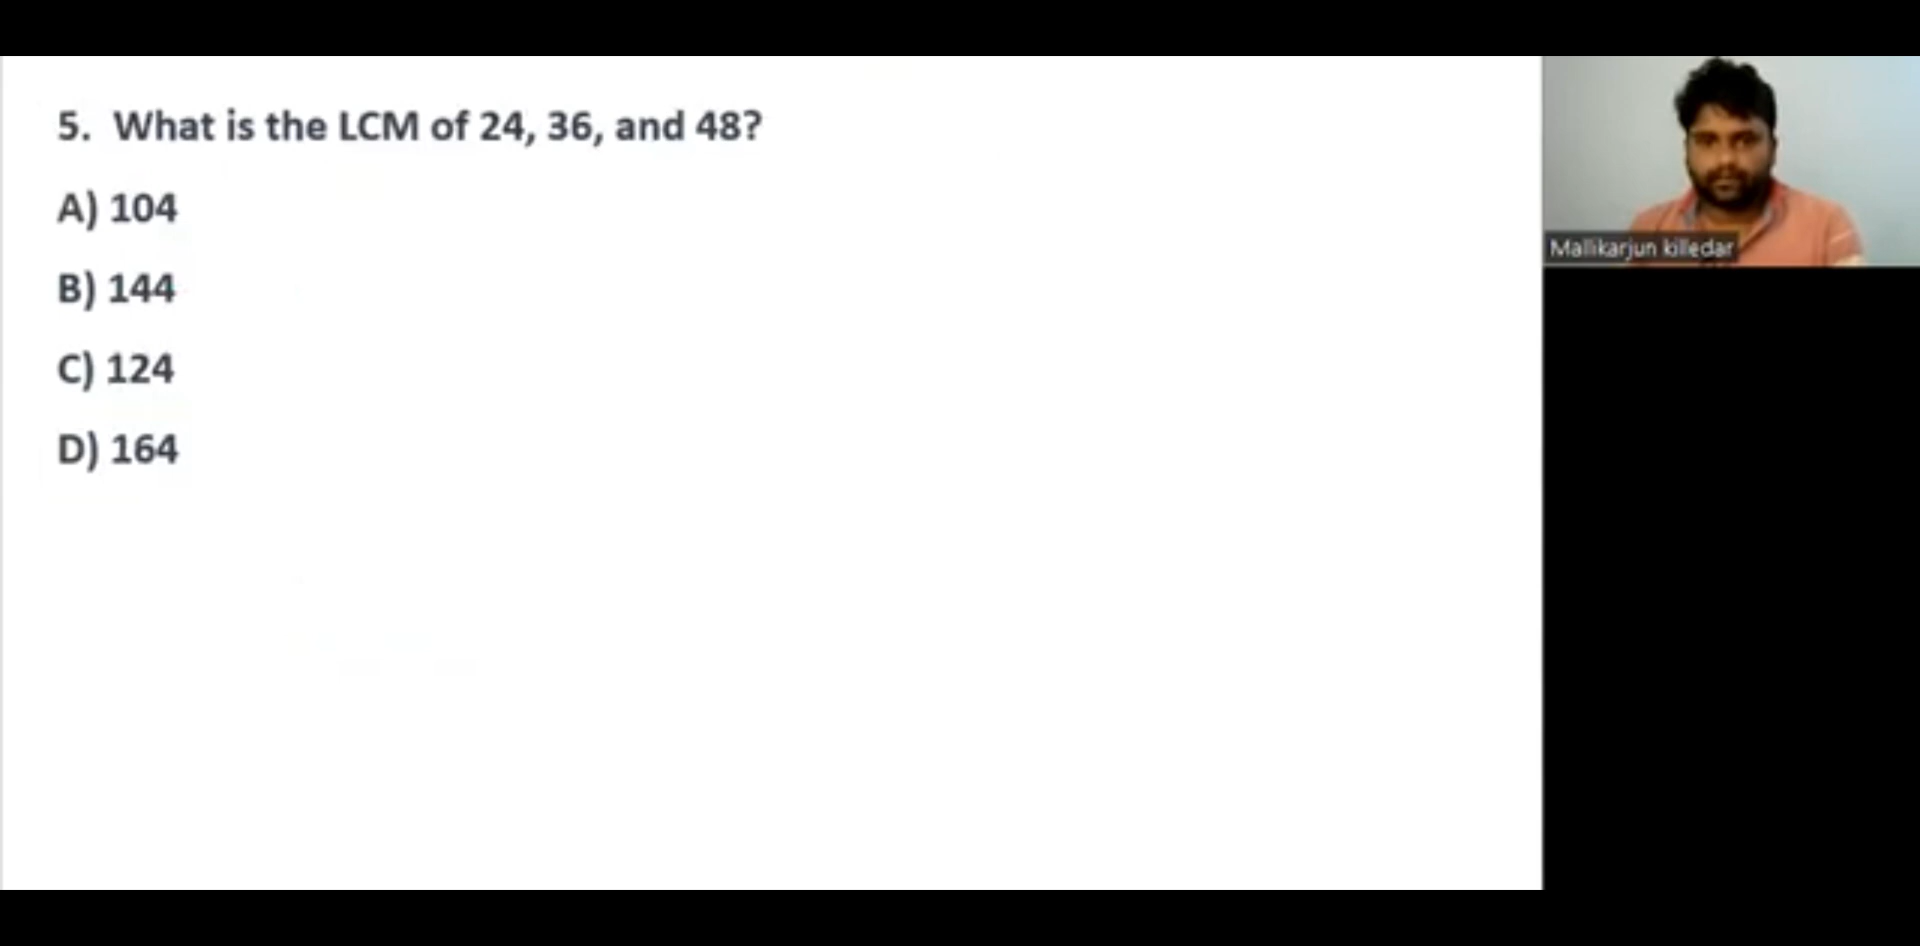 5. What is the LCM of 24, 36, and 48?
A) 104
B) 144
C) 124
D) 164
Mallikarjun killedar